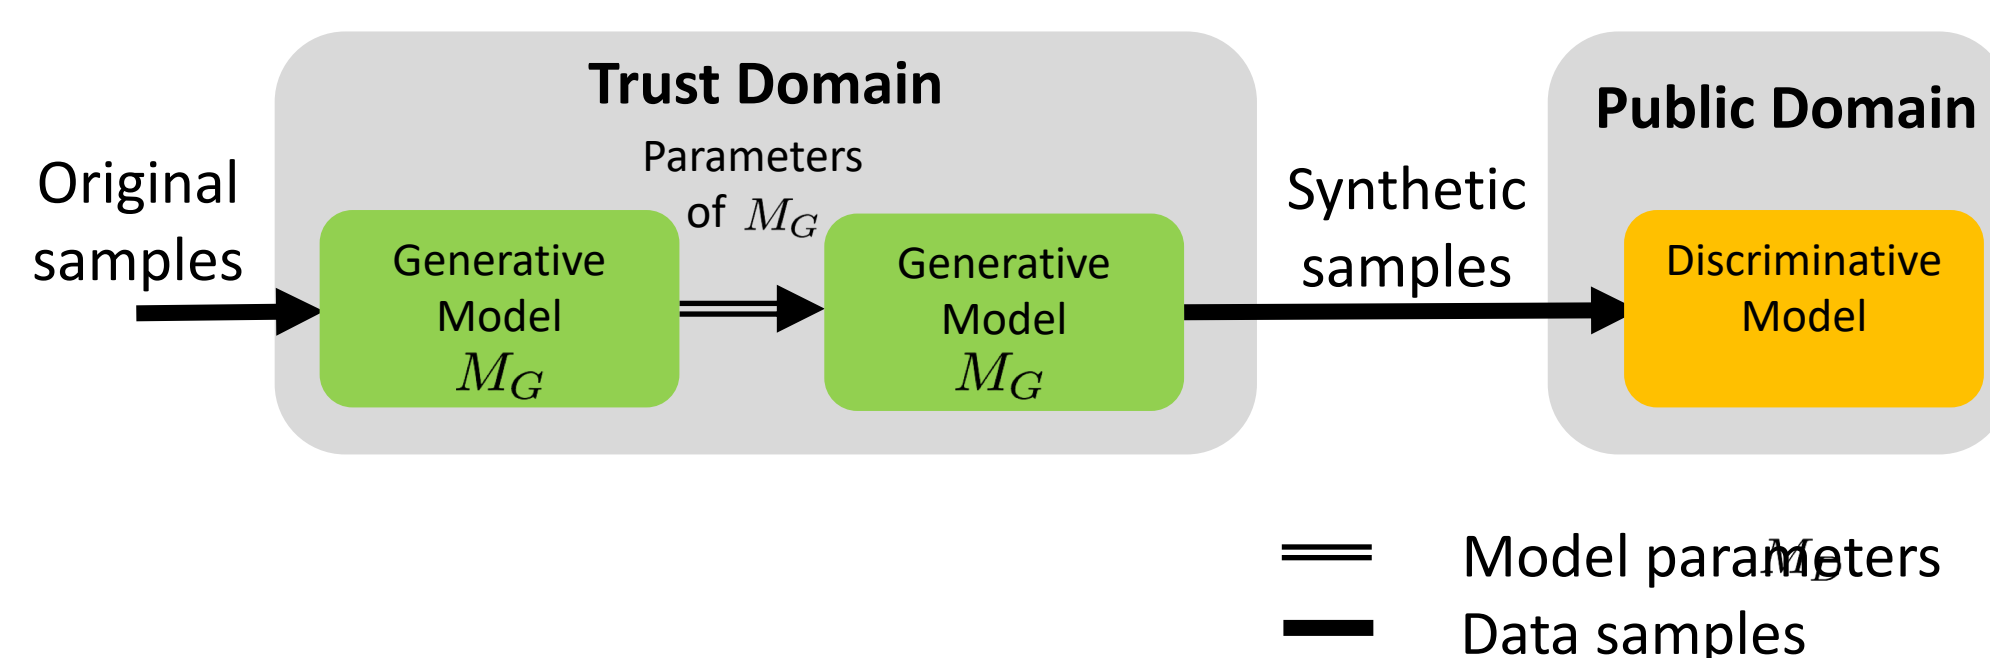 Trust Domain
Public Domain
Original
samples
Parameters
of M_G
Synthetic
samples
Generative
Model
M_G
Generative
Model
M_G
Discriminative
Model
Model parameters
M_D
Data samples